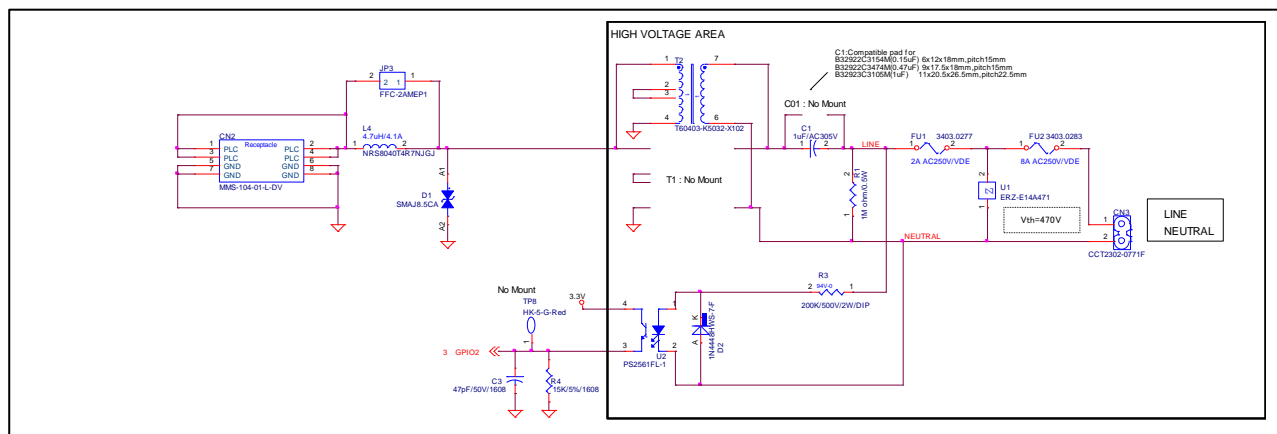 HIGH VOLTAGE AREA
C1:Compatible pad for
B32922C3154M(0.15uF) 6x12x18mm,pitch15mm
B32922C3474M(0.47uF) 9x17.5x18mm,pitch15mm
B32923C3105M(1uF) 11x20.5x26.5mm,pitch22.5mm
JP3
2 2 1 1
FFC-2AMEP1
1 T2 7
2
3
4 6
1 1
T60403-K5032-X102
C01 : No Mount
C1
1uF/AC305V
1 2
LINE
FU1 3403.0277
1 2
2A AC250V/VDE
FU2 3403.0283
1 2
8A AC250V/VDE
CN2
Receptacle
1 PLC PLC 2
3 PLC PLC 4
5 GND GND 6
7 GND GND 8
MMS-104-01-L-DV
L4
4.7uH/4.1A
1 2
NRS8040T4R7NJGJ
A1
D1
SMAJ8.5CA
A2
T1 : No Mount
2
R1
1M ohm/0.5W
1
2
U1
ERZ-E14A471
1
Vth=470V
CN3
1
2
CCT2302-0771F
LINE
NEUTRAL
NEUTRAL
R3
2 94V-0 1
200K/500V/2W/DIP
No Mount
TP8
HK-5-G-Red
1
3.3V
4 1
3 2
U2
PS2561FL-1
K
A
1N4448HWS-7-F
D2
3 GPIO2
C3
47pF/50V/1608
R4
15K/5%/1608